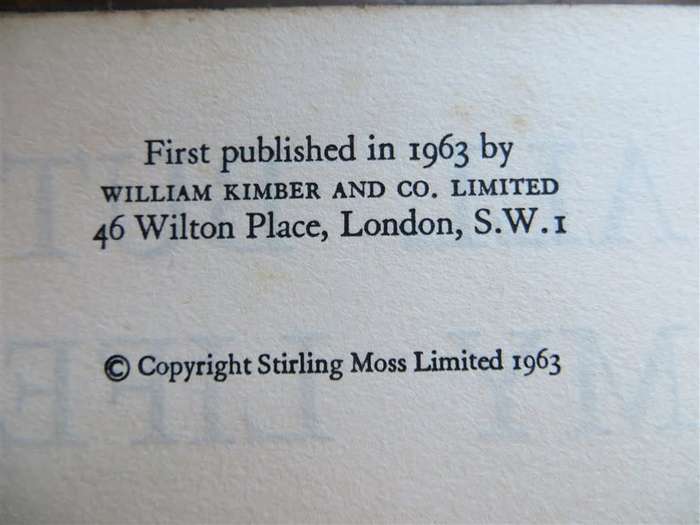 First published in 1963 by
WILLIAM KIMBER AND CO. LIMITED
46 Wilton Place, London, S.W.1
© Copyright Stirling Moss Limited 1963